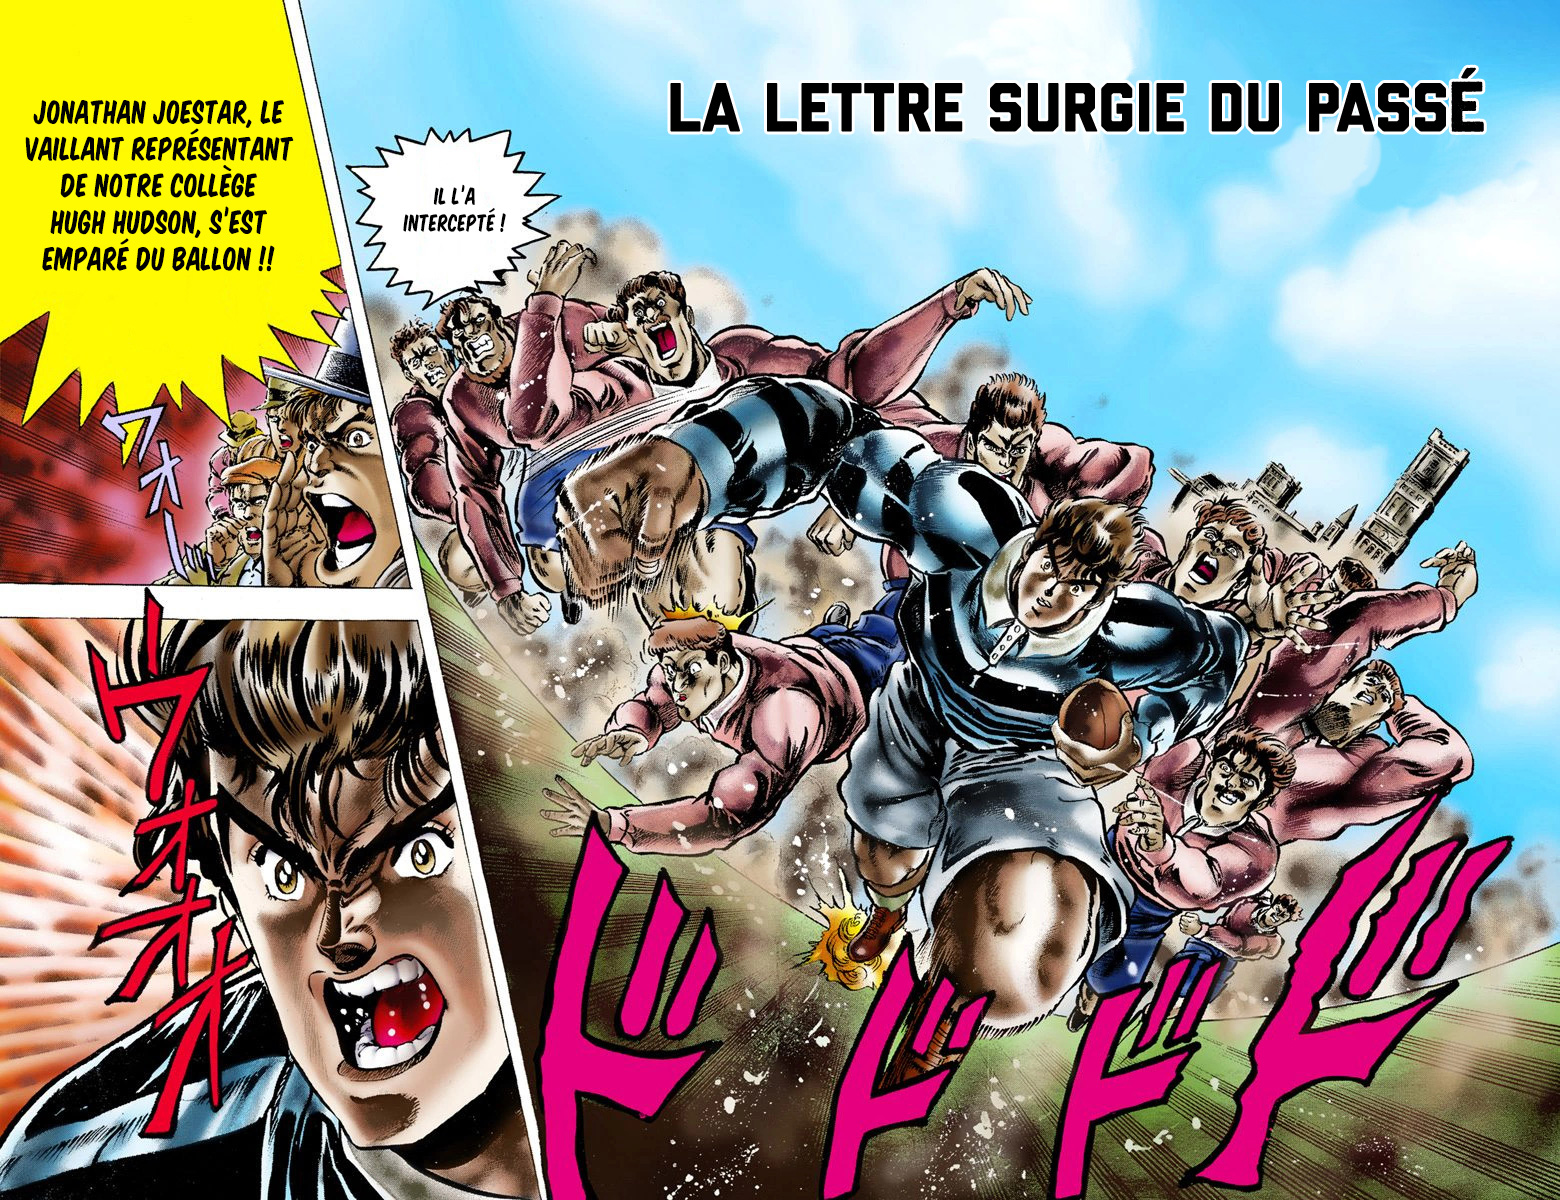 LA LETTRE SURGIE DU PASSÉ
JONATHAN JOESTAR, LE
VAILLANT REPRÉSENTANT
DE NOTRE COLLÈGE
HUGH HUDSON, S'EST
EMPARÉ DU BALLON !!
IL L'A
INTERCEPTÉ !
ワァーッ
ウオオオオ
ドドドド